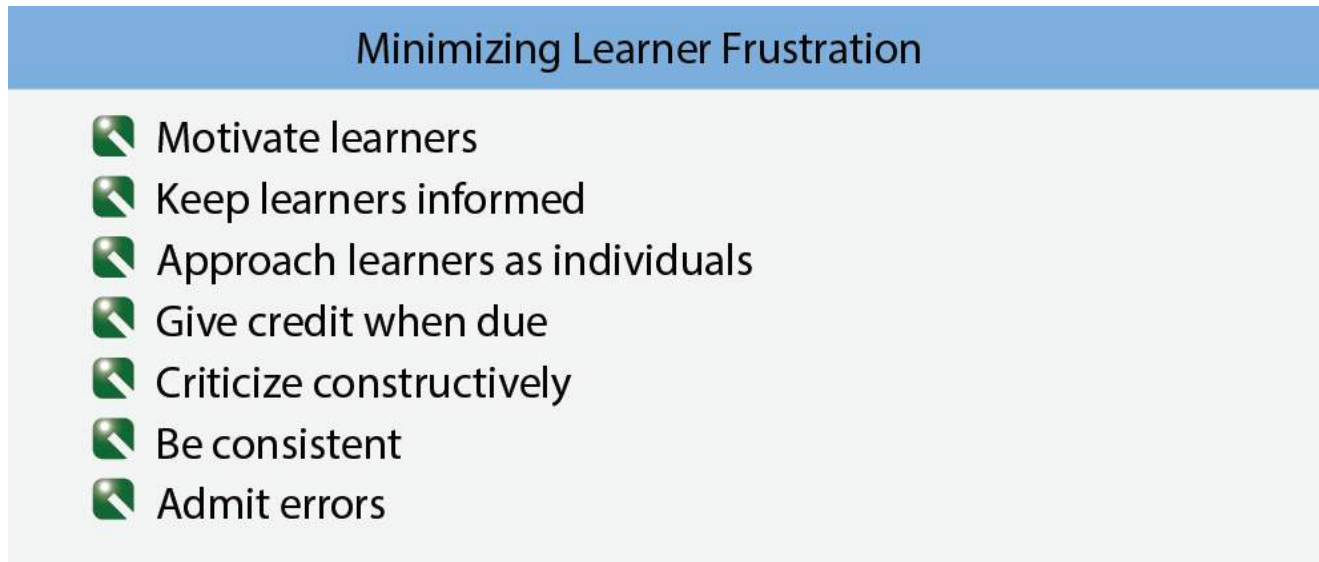 Minimizing Learner Frustration
Motivate learners
Keep learners informed
Approach learners as individuals
Give credit when due
Criticize constructively
Be consistent
Admit errors